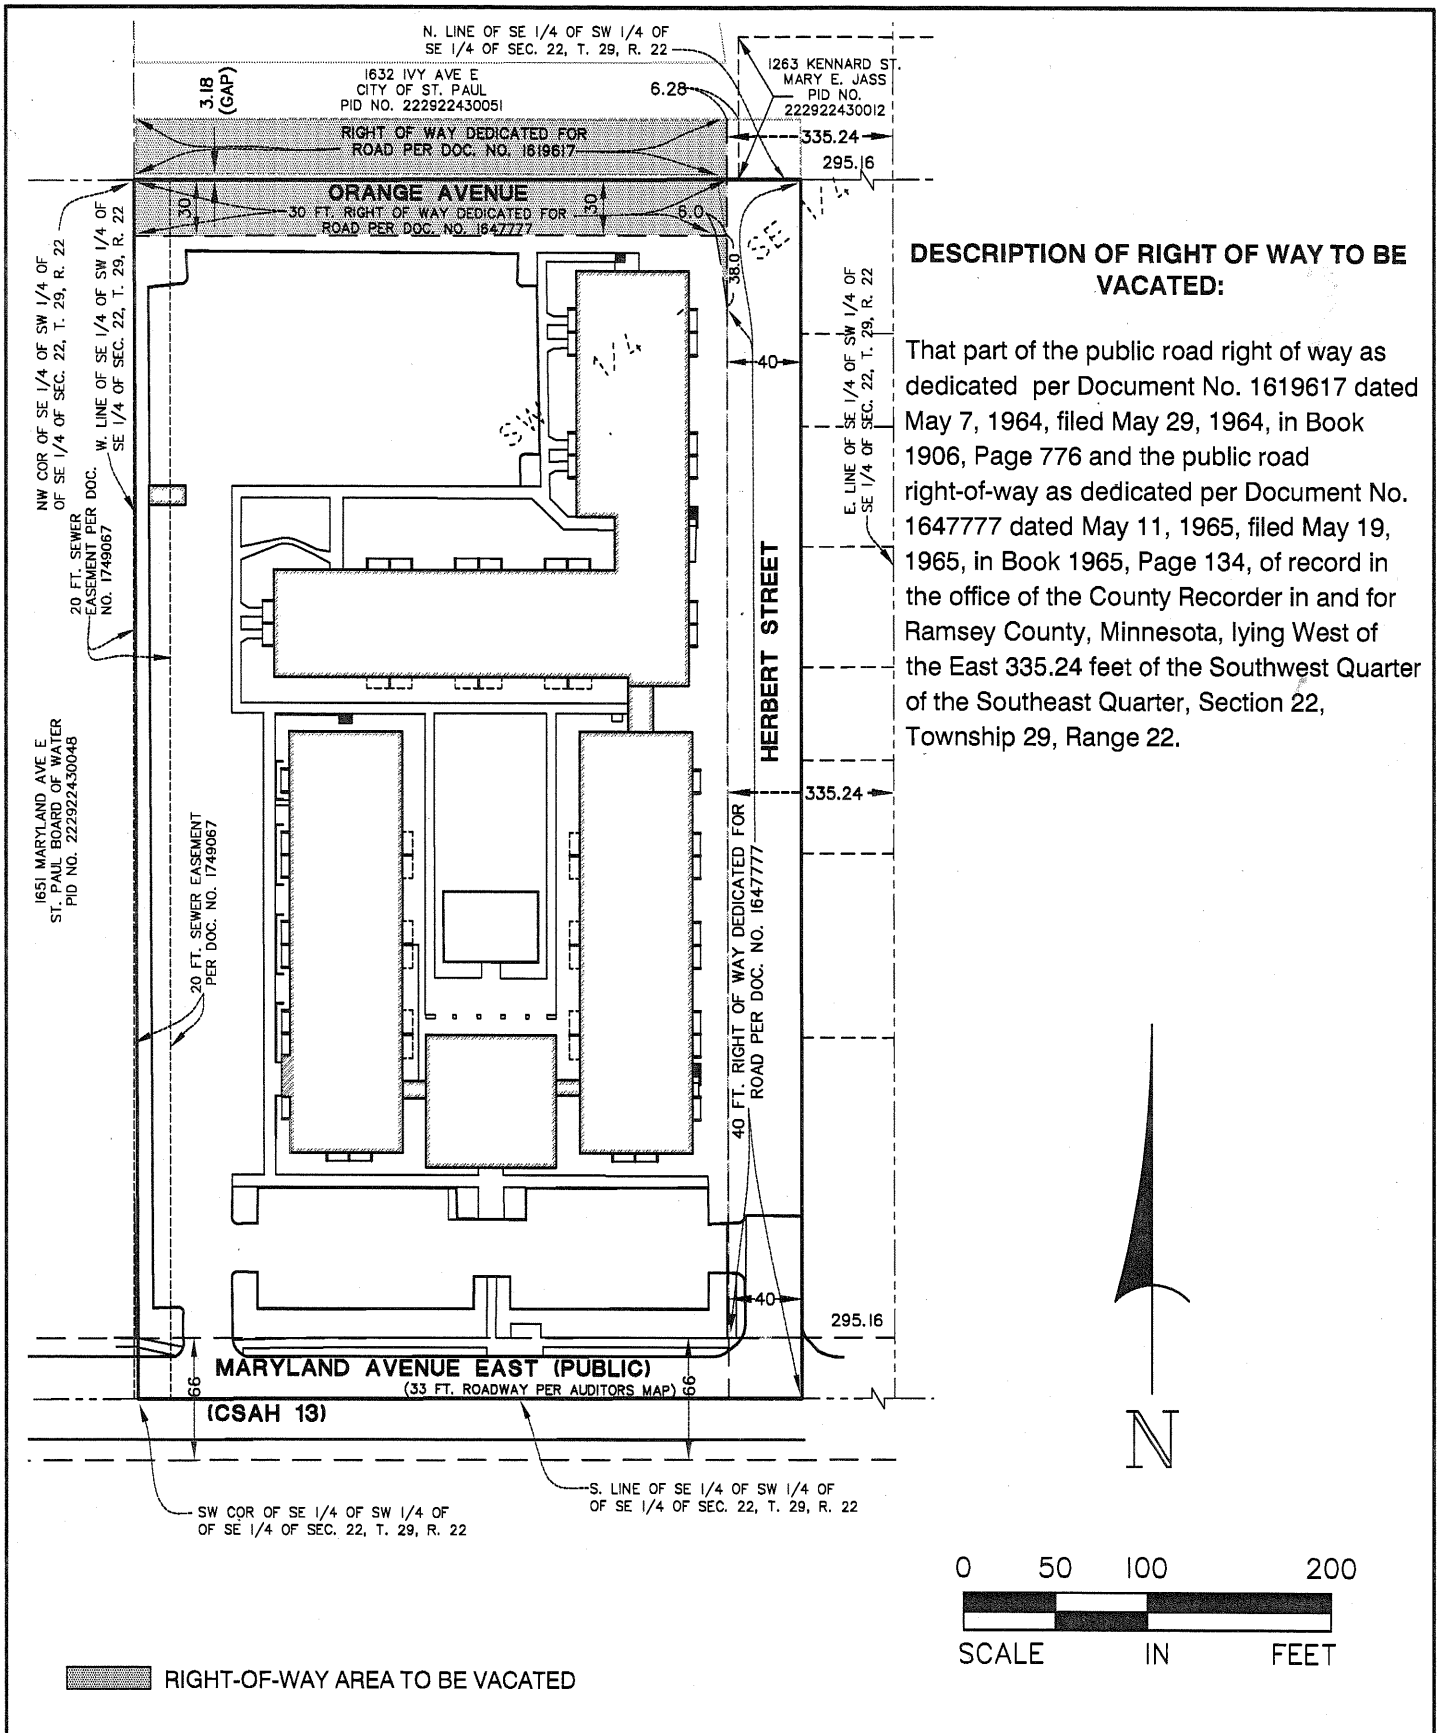 N. LINE OF SE 1/4 OF SW 1/4 OF
SE 1/4 OF SEC. 22, T. 29, R. 22
1263 KENNARD ST.
MARY E. JASS
PID NO.
222922430012
3.18
(GAP)
1632 IVY AVE E
CITY OF ST. PAUL
PID NO. 222922430051
6.28
RIGHT OF WAY DEDICATED FOR
ROAD PER DOC. NO. 1619617
335.24
295.16
ORANGE AVENUE
30
30 FT. RIGHT OF WAY DEDICATED FOR
ROAD PER DOC. NO. 1647777
30
6.0
38.0
SE 1/4
SW 1/4
40
NW COR OF SE 1/4 OF SW 1/4 OF
OF SE 1/4 OF SEC. 22, T. 29, R. 22
W. LINE OF SE 1/4 OF SW 1/4 OF
SE 1/4 OF SEC. 22, T. 29, R. 22
20 FT. SEWER
EASEMENT PER DOC.
NO. 1749067
E. LINE OF SE 1/4 OF SW 1/4 OF
SE 1/4 OF SEC. 22, T. 29, R. 22
DESCRIPTION OF RIGHT OF WAY TO BE
VACATED:
That part of the public road right of way as
dedicated per Document No. 1619617 dated
May 7, 1964, filed May 29, 1964, in Book
1906, Page 776 and the public road
right-of-way as dedicated per Document No.
1647777 dated May 11, 1965, filed May 19,
1965, in Book 1965, Page 134, of record in
the office of the County Recorder in and for
Ramsey County, Minnesota, lying West of
the East 335.24 feet of the Southwest Quarter
of the Southeast Quarter, Section 22,
Township 29, Range 22.
HERBERT STREET
335.24
1651 MARYLAND AVE E
ST. PAUL BOARD OF WATER
PID NO. 222922430048
20 FT. SEWER EASEMENT
PER DOC. NO. 1749067
40 FT. RIGHT OF WAY DEDICATED FOR
ROAD PER DOC. NO. 1647777
40
295.16
MARYLAND AVENUE EAST (PUBLIC)
(33 FT. ROADWAY PER AUDITORS MAP)
66
66
(CSAH 13)
S. LINE OF SE 1/4 OF SW 1/4 OF
OF SE 1/4 OF SEC. 22, T. 29, R. 22
SW COR OF SE 1/4 OF SW 1/4 OF
OF SE 1/4 OF SEC. 22, T. 29, R. 22
N
0 50 100 200
SCALE IN FEET
RIGHT-OF-WAY AREA TO BE VACATED